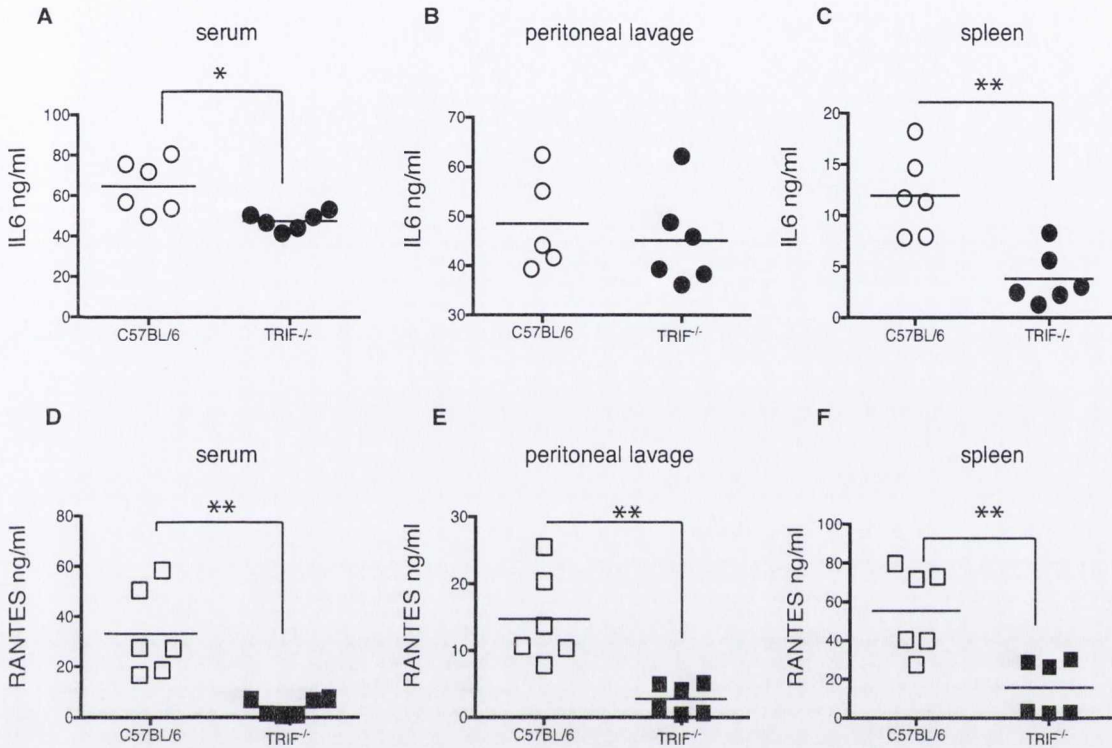 A
serum
*
IL6 ng/ml
100
80
60
40
20
0
C57BL/6
TRIF-/-
B
peritoneal lavage
IL6 ng/ml
70
60
50
40
30
C57BL/6
TRIF-/-
C
spleen
**
IL6 ng/ml
20
15
10
5
0
C57BL/6
TRIF-/-
D
serum
**
RANTES ng/ml
80
60
40
20
0
C57BL/6
TRIF-/-
E
peritoneal lavage
**
RANTES ng/ml
30
20
10
0
C57BL/6
TRIF-/-
F
spleen
**
RANTES ng/ml
100
80
60
40
20
0
C57BL/6
TRIF-/-